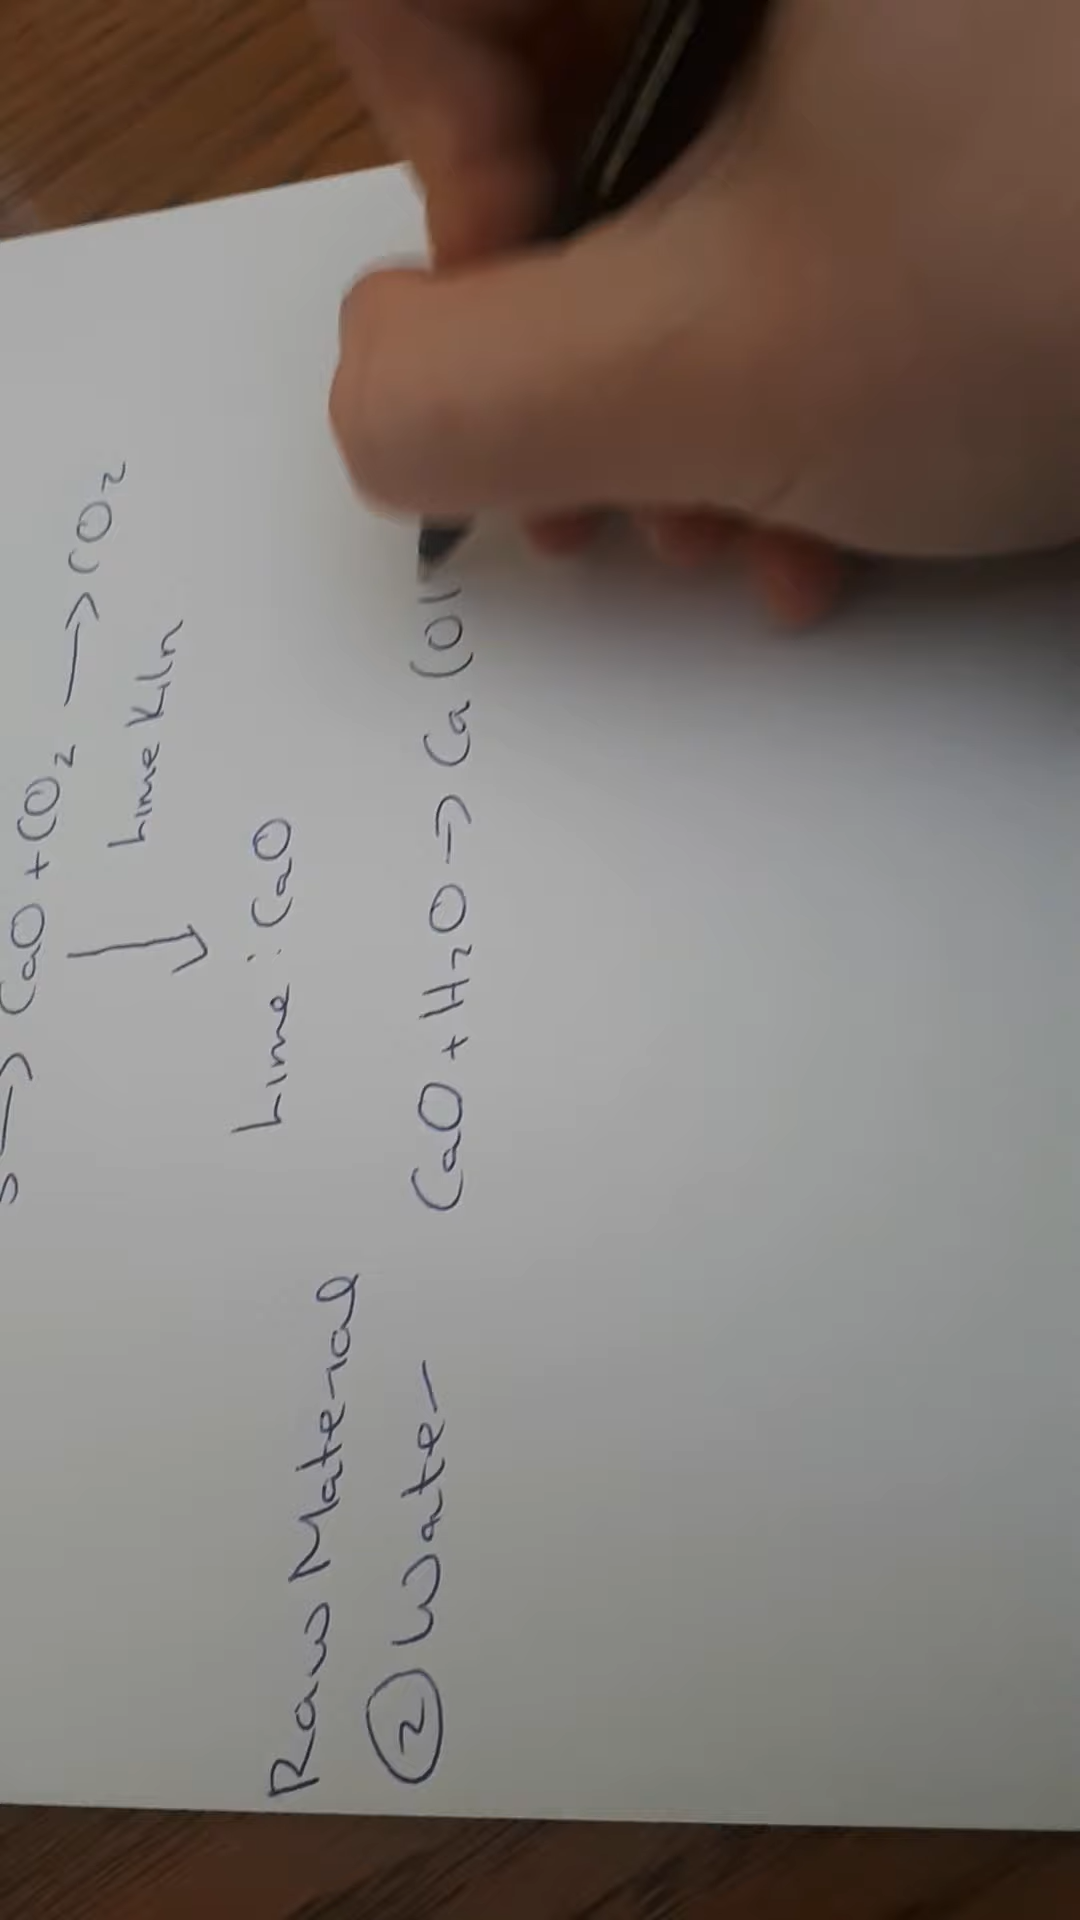 → CaO + CO₂ → CO₂
Lime Kiln
Lime : CaO
Raw Material
② Water CaO + H₂O → Ca (O